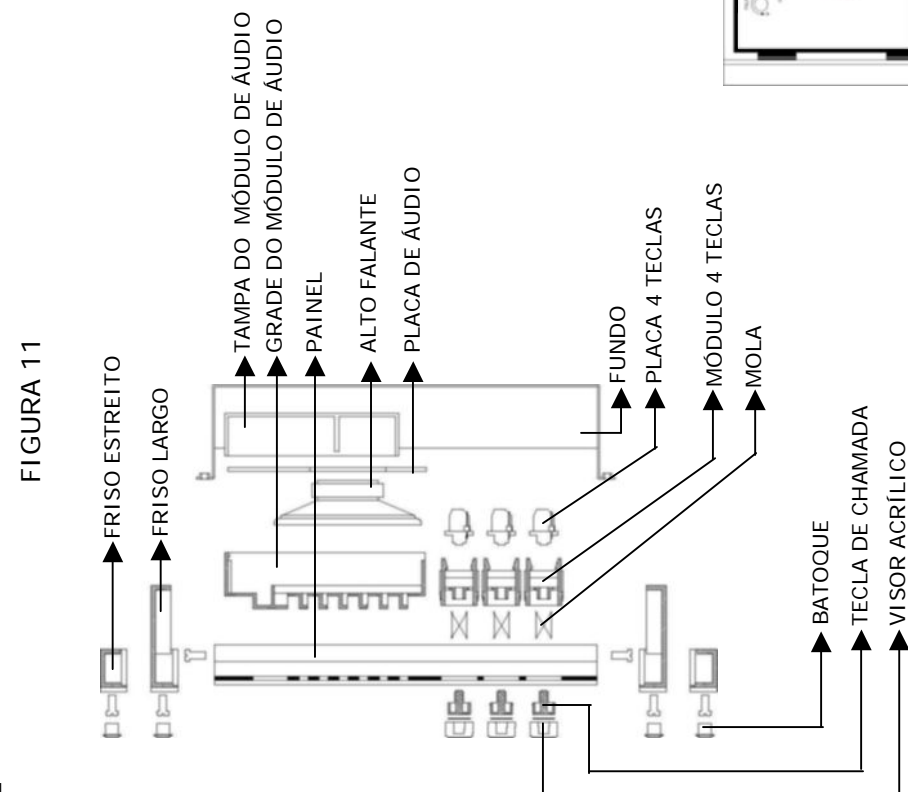 FIGURA 11
FRISO ESTREITO
FRISO LARGO
TAMPA DO MÓDULO DE ÁUDIO
GRADE DO MÓDULO DE ÁUDIO
PAINEL
ALTO FALANTE
PLACA DE ÁUDIO
FUNDO
PLACA 4 TECLAS
MÓDULO 4 TECLAS
MOLA
BATOQUE
TECLA DE CHAMADA
VISOR ACRÍLICO